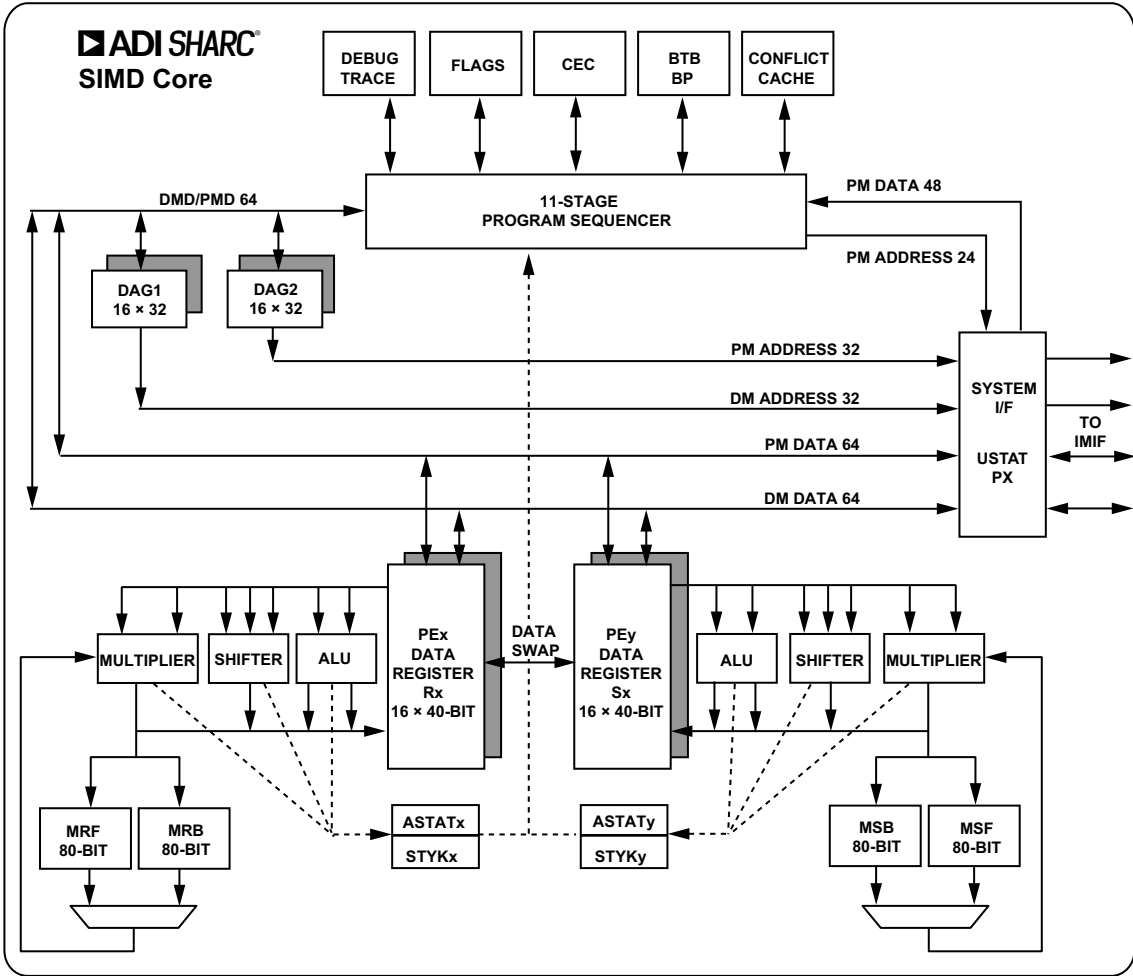 ADI SHARC®
SIMD Core
DEBUG
TRACE
FLAGS
CEC
BTB
BP
CONFLICT
CACHE
DMD/PMD 64
11-STAGE
PROGRAM SEQUENCER
PM DATA 48
PM ADDRESS 24
DAG1
16 × 32
DAG2
16 × 32
PM ADDRESS 32
DM ADDRESS 32
PM DATA 64
DM DATA 64
SYSTEM
I/F
USTAT
PX
TO
IMIF
MULTIPLIER
SHIFTER
ALU
PEx
DATA
REGISTER
Rx
16 × 40-BIT
DATA
SWAP
PEy
DATA
REGISTER
Sx
16 × 40-BIT
ALU
SHIFTER
MULTIPLIER
MRF
80-BIT
MRB
80-BIT
ASTATx
STYKx
ASTATy
STYKy
MSB
80-BIT
MSF
80-BIT